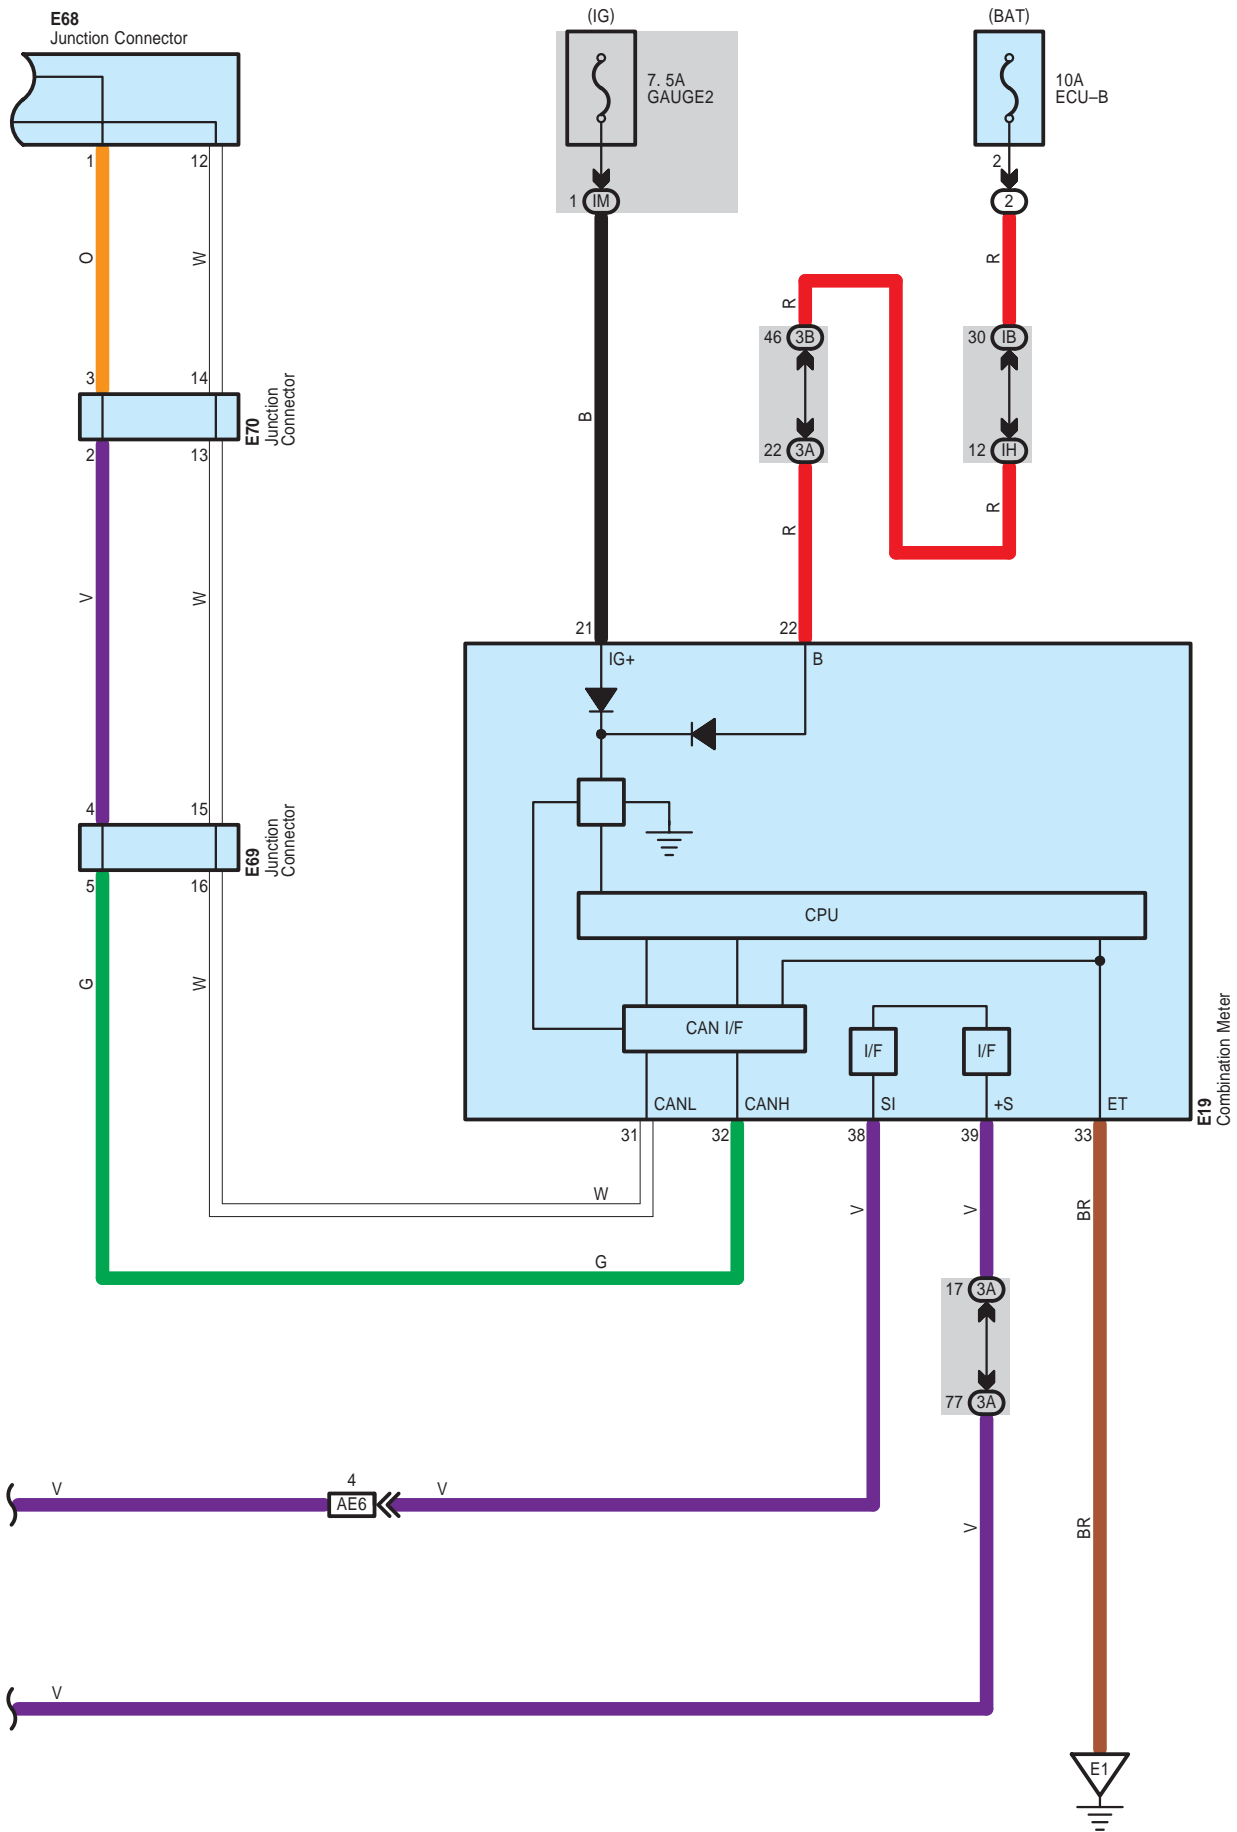 E68
Junction Connector
(IG)
(BAT)
7. 5A
GAUGE2
10A
ECU–B
1
12
2
1
IM
2
O
W
R
R
46
3B
30
IB
3
14
E70
Junction
Connector
B
2
13
22
3A
12
IH
R
R
V
W
21
22
IG+
B
4
15
E69
Junction
Connector
5
16
CPU
G
W
CAN I/F
I/F
I/F
CANL
CANH
SI
+S
ET
E19
Combination Meter
31
32
38
39
33
W
V
V
BR
G
17
3A
77
3A
V
4
AE6
V
V
BR
V
E1